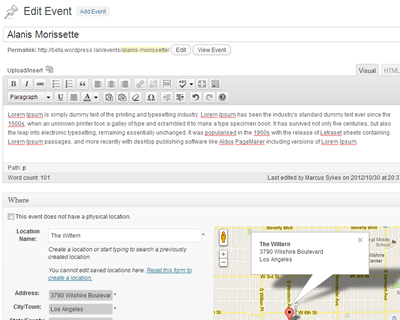 Edit Event Add Event
Alanis Morissette
Permalink: http://beta.wordpress.lan/events/alanis-morissette/ Edit View Event
Upload/Insert Visual HTML
B I ABC
Paragraph U A Ω
Lorem Ipsum is simply dummy text of the printing and typesetting industry. Lorem Ipsum has been the industry's standard dummy text ever since the
1500s, when an unknown printer took a galley of type and scrambled it to make a type specimen book. It has survived not only five centuries, but also
the leap into electronic typesetting, remaining essentially unchanged. It was popularised in the 1960s with the release of Letraset sheets containing
Lorem Ipsum passages, and more recently with desktop publishing software like Aldus PageMaker including versions of Lorem Ipsum.
Path: p
Word count: 101 Last edited by Marcus Sykes on 2012/10/30 at 20:3
Where
This event does not have a physical location.
Location Name: The Wiltern *
Create a location or start typing to search a previously
created location.
You cannot edit saved locations here. Reset this
form to create a location.
Address: 3790 Wilshire Boulevar *
City/Town: Los Angeles *
Beverly Blvd
Beverly Blvd
The Wiltern
3790 Wilshire Boulevard
Los Angeles
W 3rd St
W 6th St